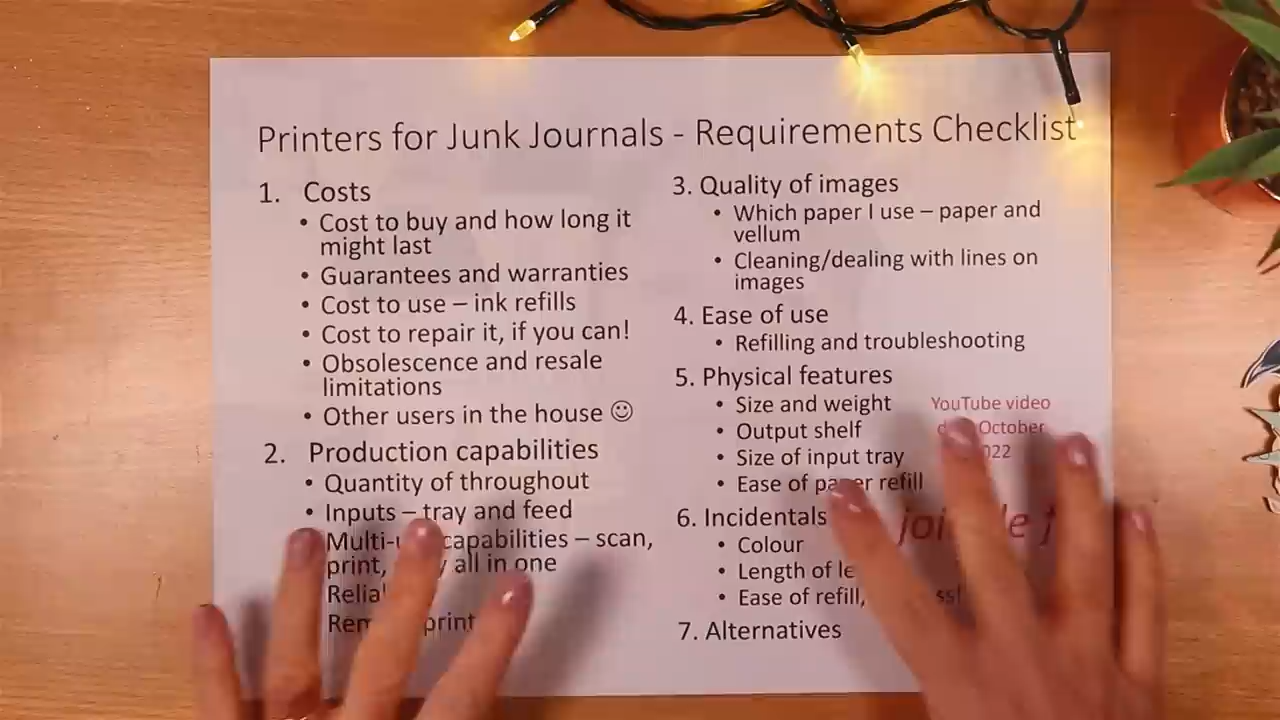 Printers for Junk Journals - Requirements Checklist
1. Costs
• Cost to buy and how long it
might last
• Guarantees and warranties
• Cost to use – ink refills
• Cost to repair it, if you can!
• Obsolescence and resale
limitations
• Other users in the house ☺
2. Production capabilities
• Quantity of throughout
• Inputs – tray and feed
capabilities – scan,
print, all in one
3. Quality of images
• Which paper I use – paper and
vellum
• Cleaning/dealing with lines on
images
4. Ease of use
• Refilling and troubleshooting
5. Physical features
• Size and weight
• Output shelf
• Size of input tray
• Ease of paper refill
6. Incidentals
• Colour
• Length of
• Ease of refill,
7. Alternatives
YouTube video
October